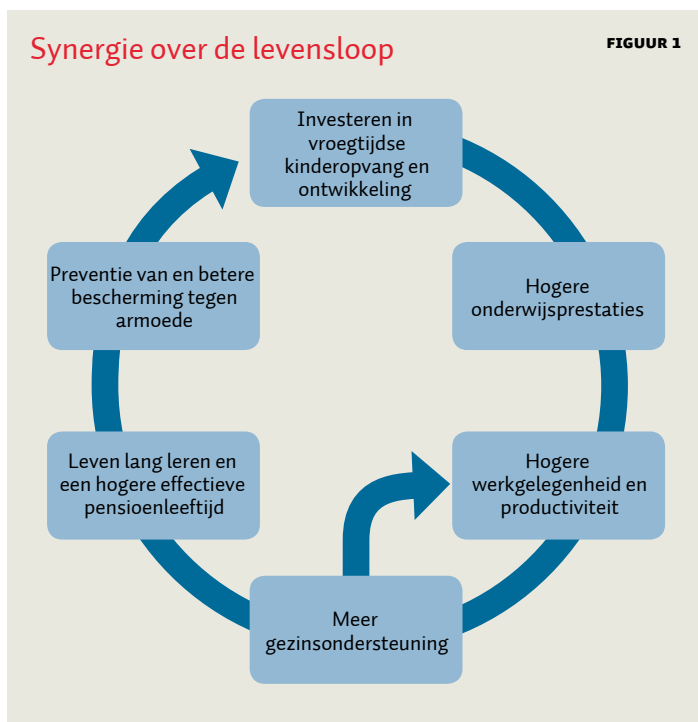 Synergie over de levensloop
FIGUUR 1
Investeren in
vroegtijdse
kinderopvang en
ontwikkeling
Hogere
onderwijsprestaties
Hogere
werkgelegenheid en
productiviteit
Meer
gezinsondersteuning
Leven lang leren en
een hogere effectieve
pensioenleeftijd
Preventie van en betere
bescherming tegen
armoede